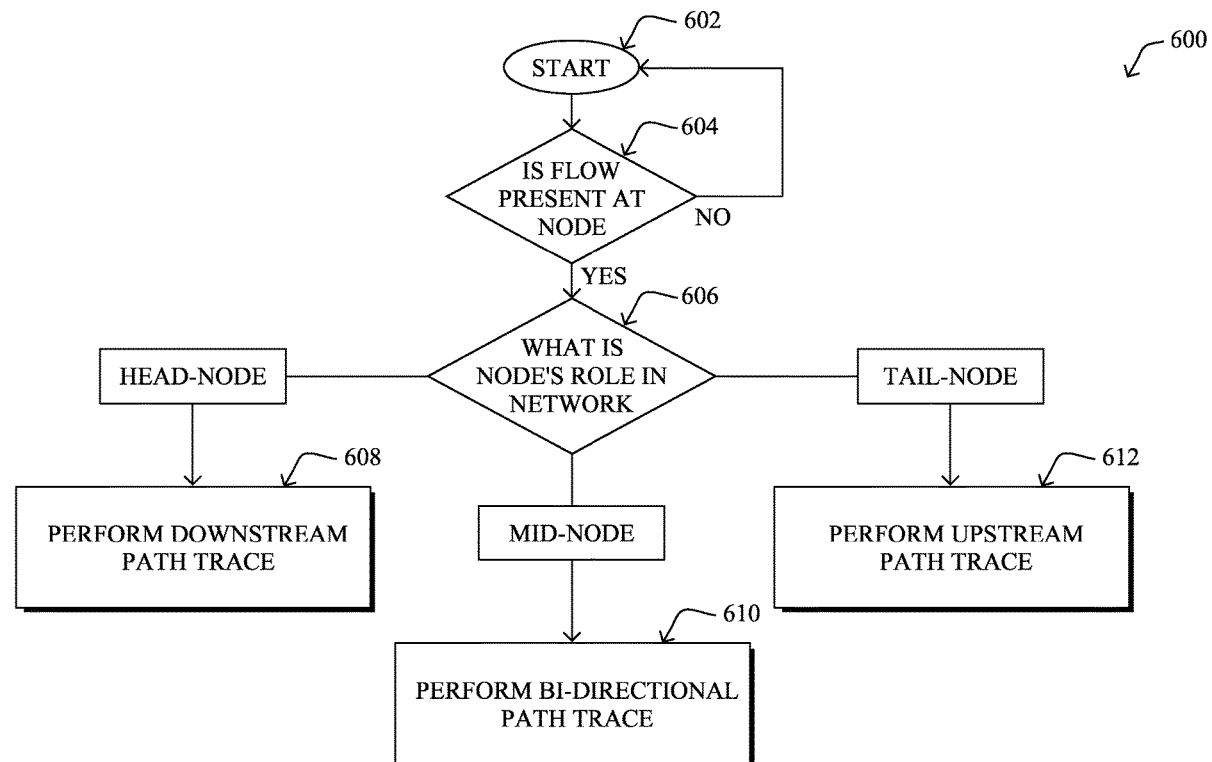 602
600
START
604
IS FLOW
PRESENT AT
NODE
NO
YES
606
WHAT IS
NODE'S ROLE IN
NETWORK
HEAD-NODE
TAIL-NODE
608
612
PERFORM DOWNSTREAM
PATH TRACE
MID-NODE
PERFORM UPSTREAM
PATH TRACE
610
PERFORM BI-DIRECTIONAL
PATH TRACE